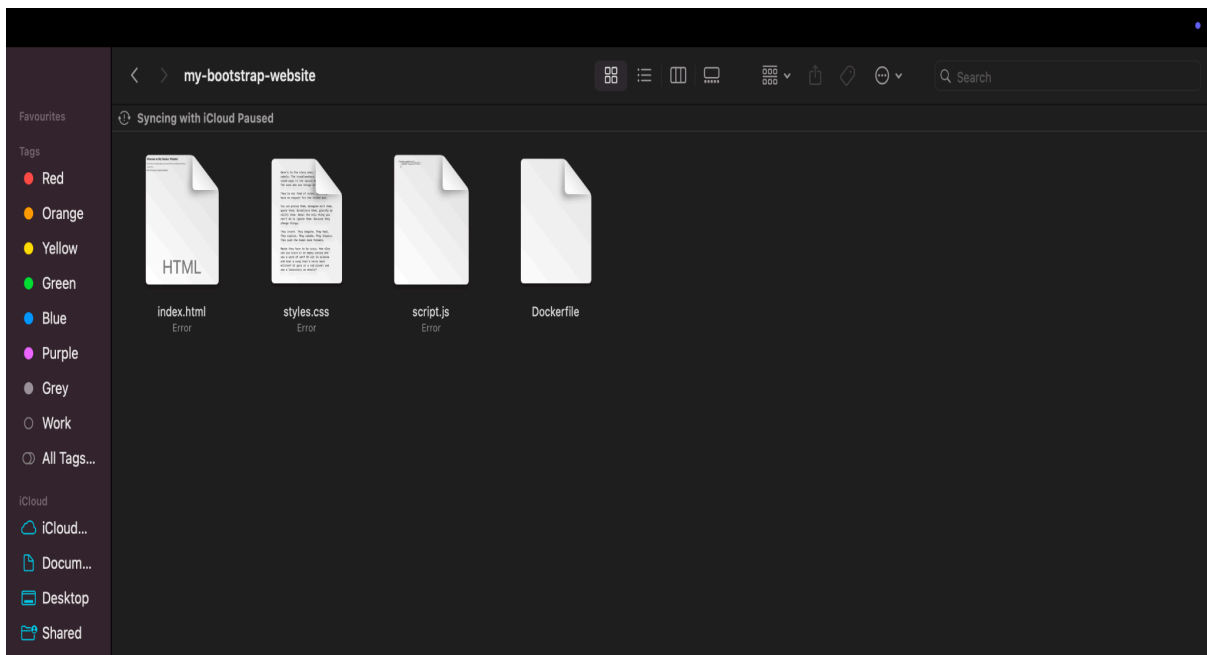 my-bootstrap-website
Search
Favourites
Syncing with iCloud Paused
Tags
Red
Orange
Yellow
Green
Blue
Purple
Grey
Work
All Tags...
iCloud
iCloud...
Docum...
Desktop
Shared
HTML
index.html
Error
styles.css
Error
script.js
Error
Dockerfile